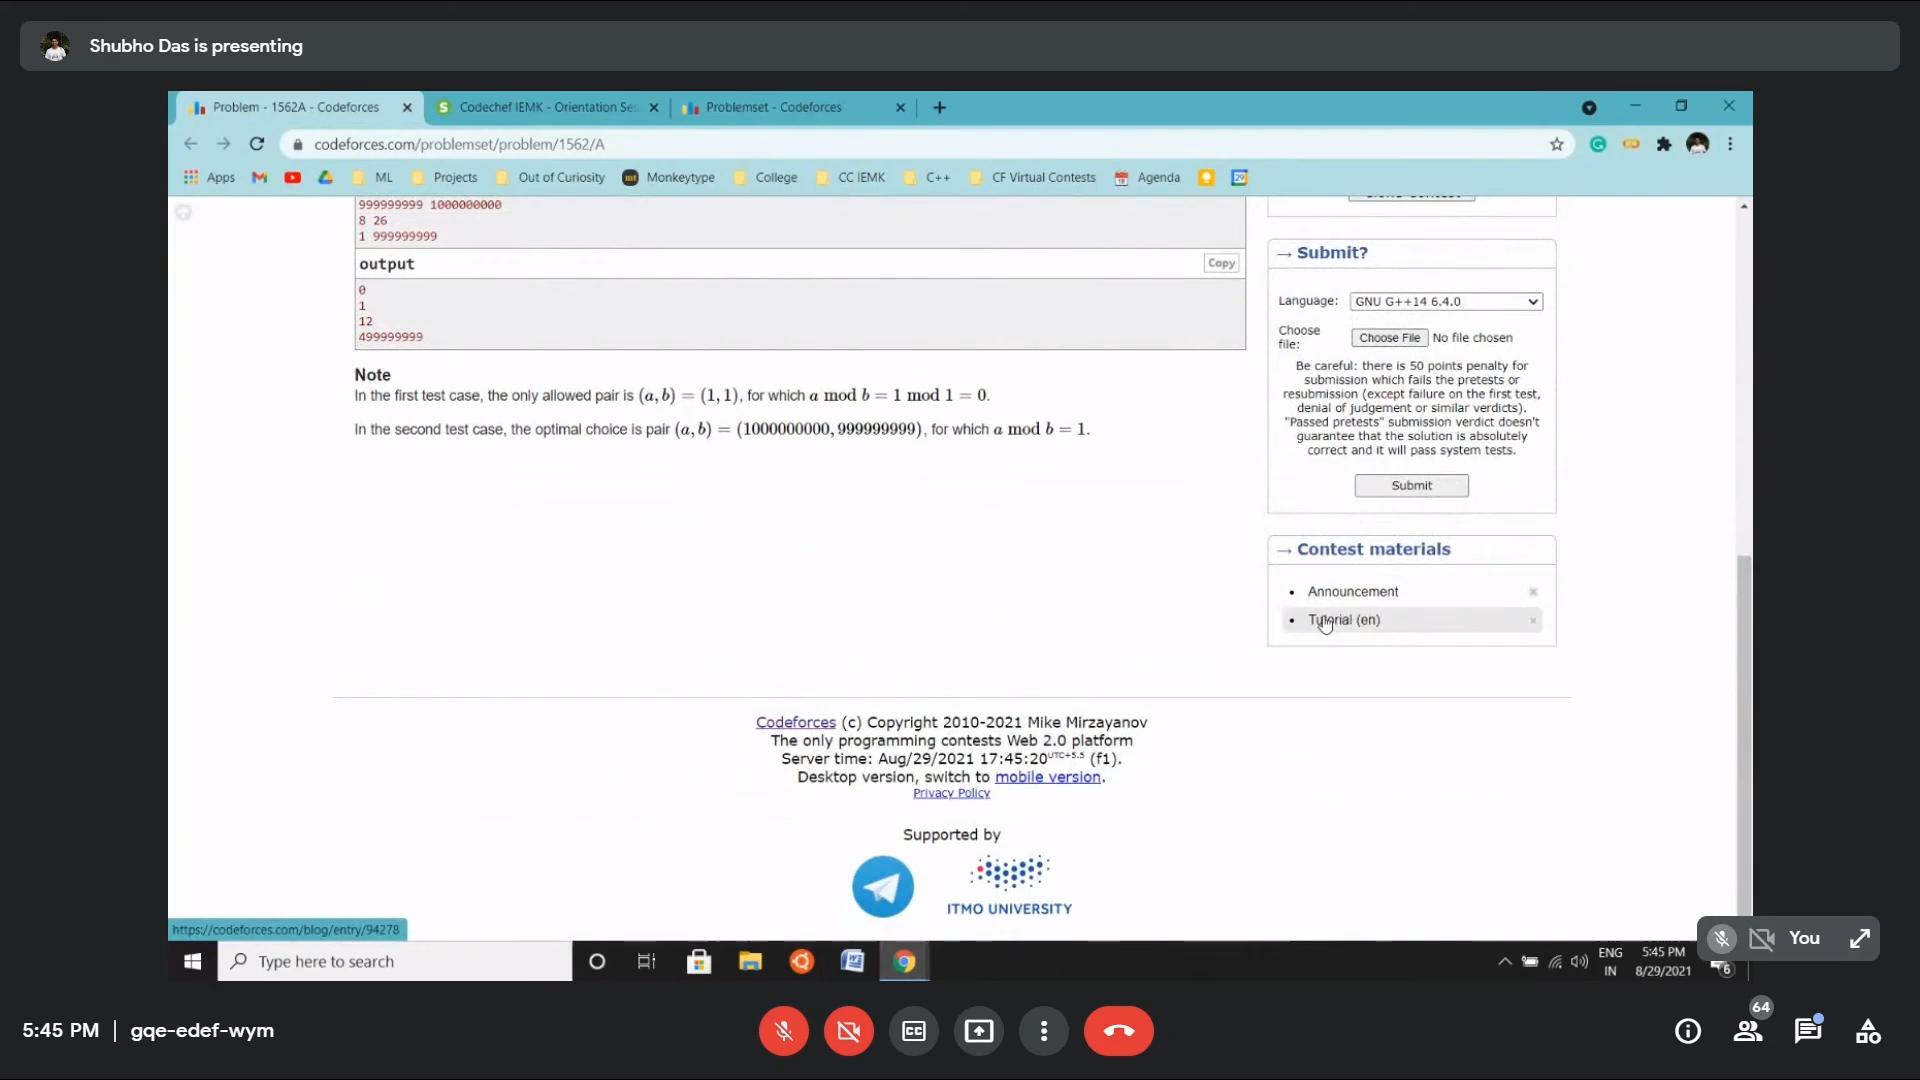 Shubho Das is presenting
Problem - 1562A - Codeforces
Codechef IEMK - Orientation Ses
Problemset - Codeforces
codeforces.com/problemset/problem/1562/A
Apps
ML
Projects
Out of Curiosity
Monkeytype
College
CC IEMK
C++
CF Virtual Contests
Agenda
999999999 1000000000
8 26
1 999999999
output
Copy
0
1
12
499999999
Note
In the first test case, the only allowed pair is (a, b) = (1, 1), for which a mod b = 1 mod 1 = 0.
In the second test case, the optimal choice is pair (a, b) = (1000000000, 999999999), for which a mod b = 1.
→ Submit?
Language:
GNU G++14 6.4.0
Choose
file:
Choose File
No file chosen
Be careful: there is 50 points penalty for
submission which fails the pretests or
resubmission (except failure on the first test,
denial of judgement or similar verdicts).
"Passed pretests" submission verdict doesn't
guarantee that the solution is absolutely
correct and it will pass system tests.
Submit
→ Contest materials
Announcement
Tutorial (en)
Codeforces (c) Copyright 2010-2021 Mike Mirzayanov
The only programming contests Web 2.0 platform
Server time: Aug/29/2021 17:45:20UTC+5.5 (f1).
Desktop version, switch to mobile version.
Privacy Policy
Supported by
ITMO UNIVERSITY
https://codeforces.com/blog/entry/94278
Type here to search
ENG
IN
5:45 PM
8/29/2021
6
You
5:45 PM | gqe-edef-wym
64